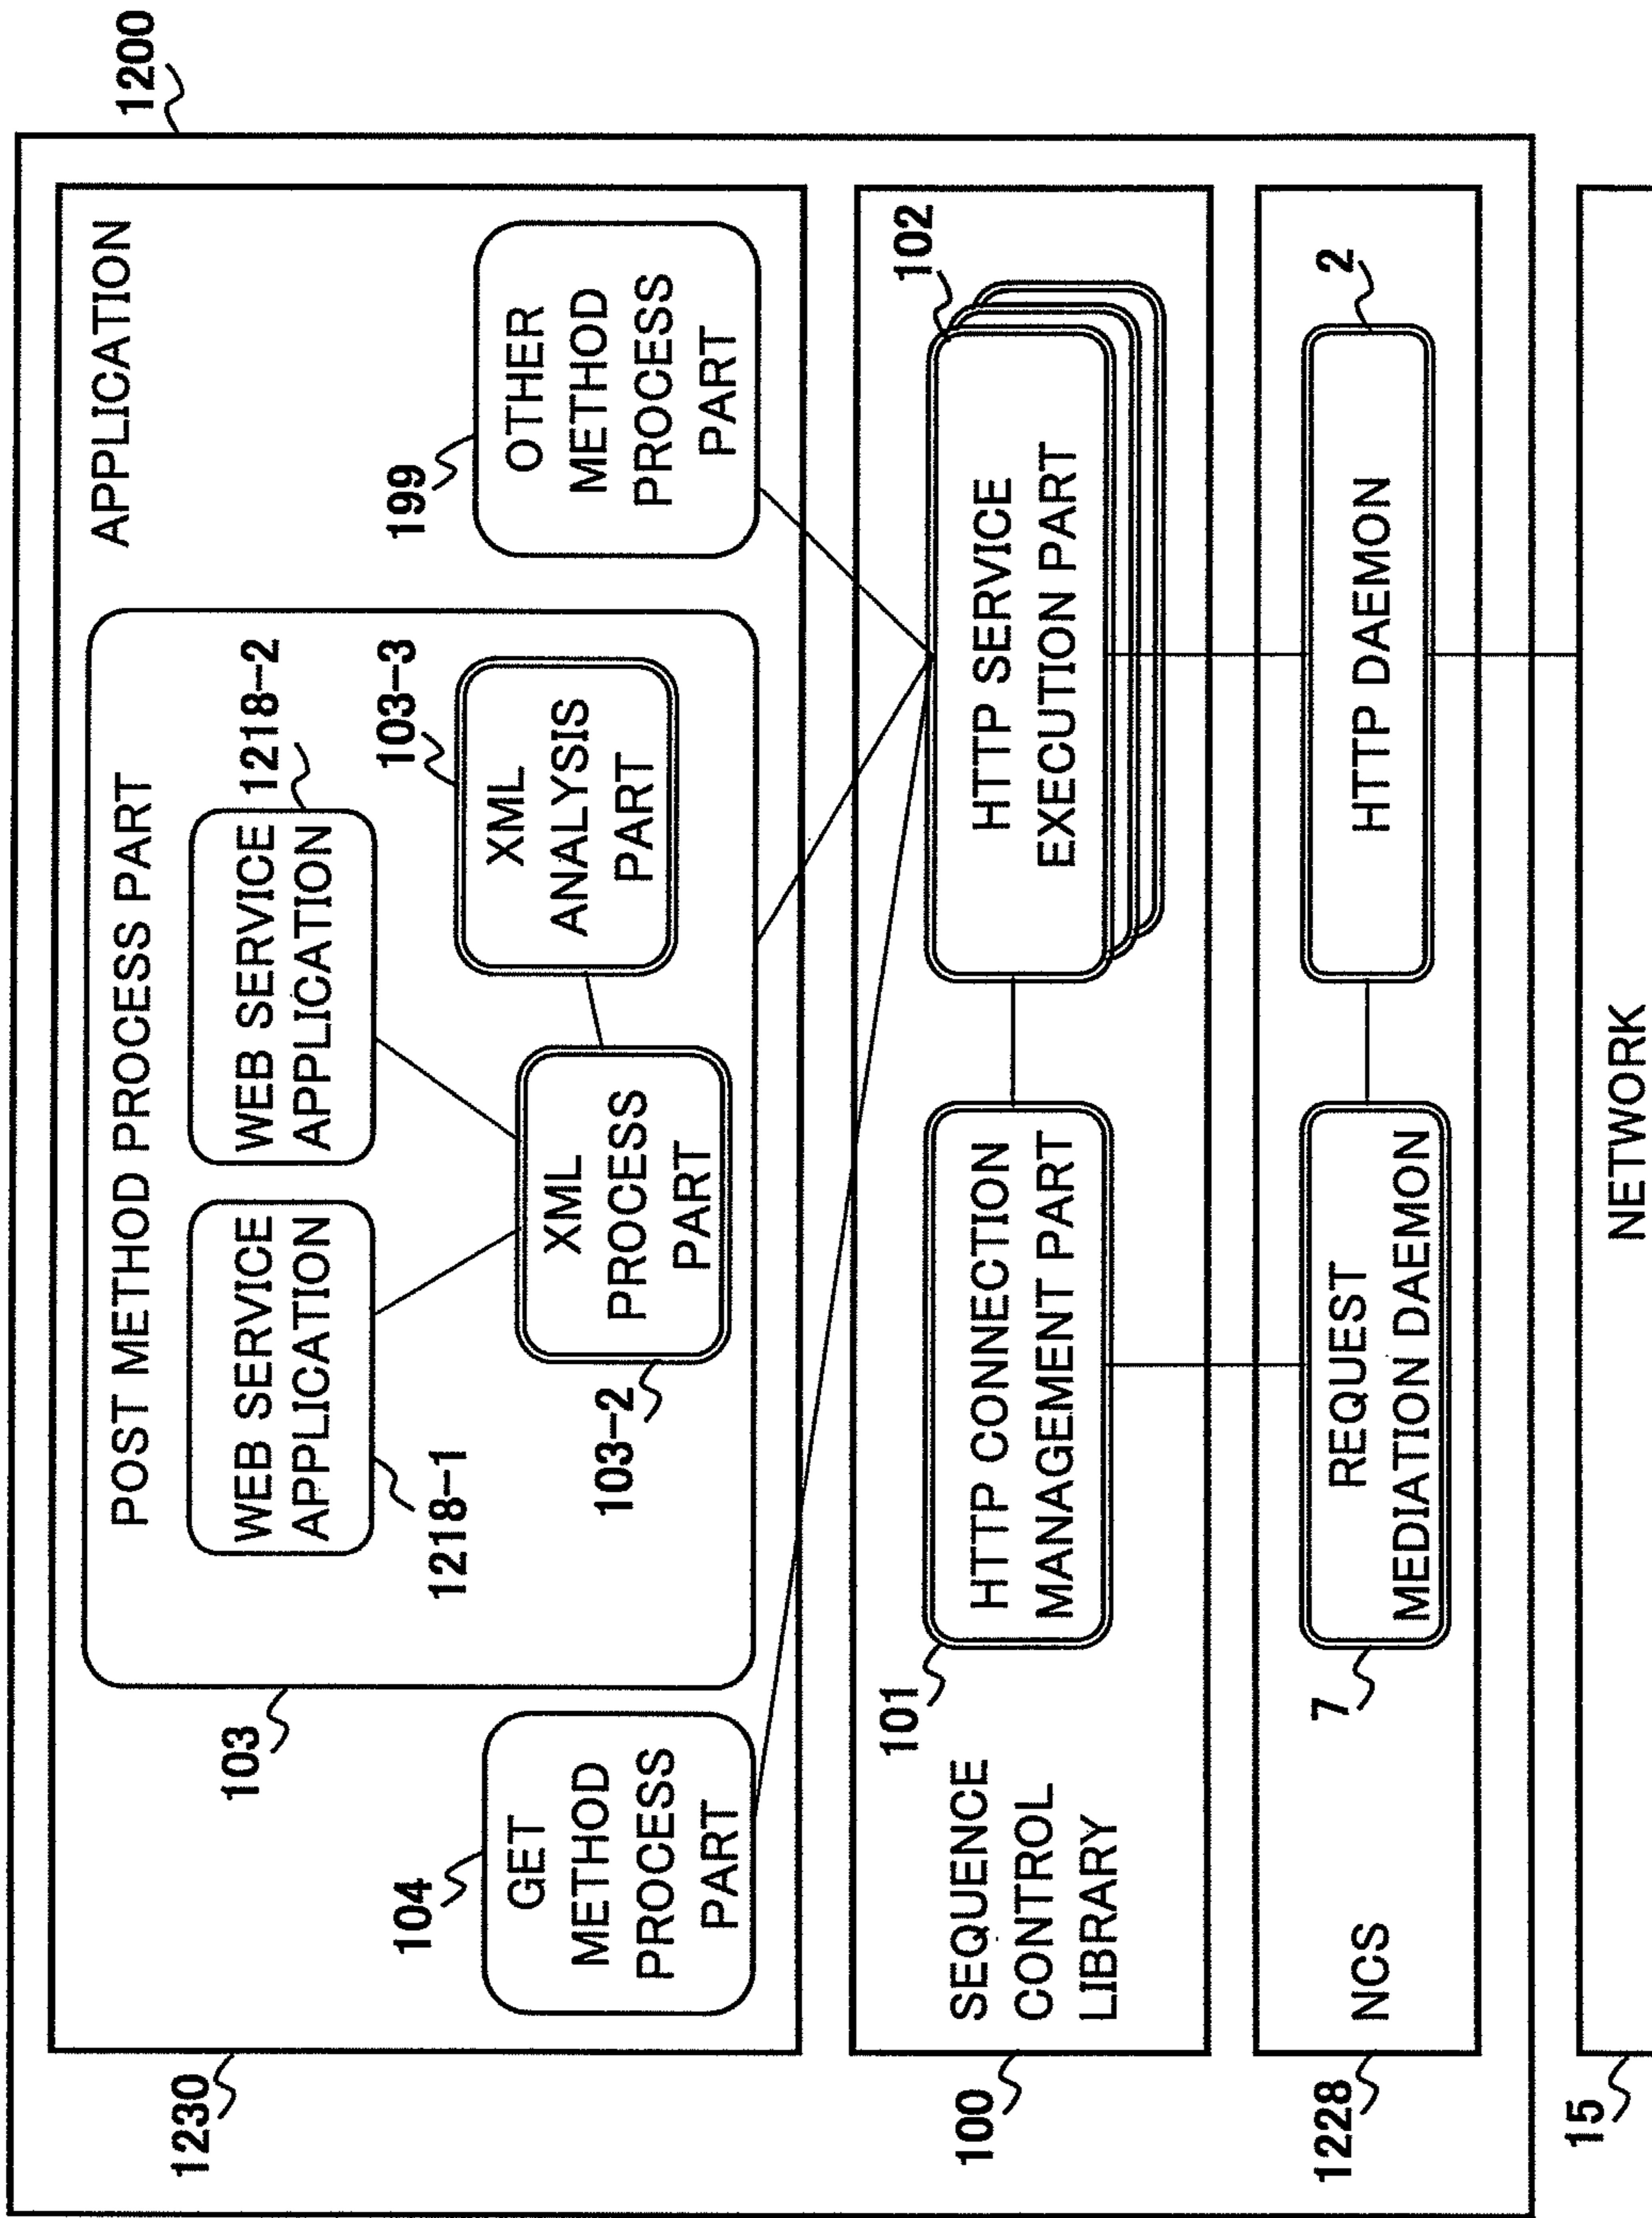 1200
1230
APPLICATION
104
GET
METHOD
PROCESS
PART
103
POST METHOD PROCESS PART
WEB SERVICE
APPLICATION
1218-1
WEB SERVICE
APPLICATION
1218-2
XML
PROCESS
PART
103-2
XML
ANALYSIS
PART
103-3
199
OTHER
METHOD
PROCESS
PART
100
SEQUENCE
CONTROL
LIBRARY
101
HTTP CONNECTION
MANAGEMENT PART
102
HTTP SERVICE
EXECUTION PART
1228
NCS
7
REQUEST
MEDIATION DAEMON
2
HTTP DAEMON
15
NETWORK